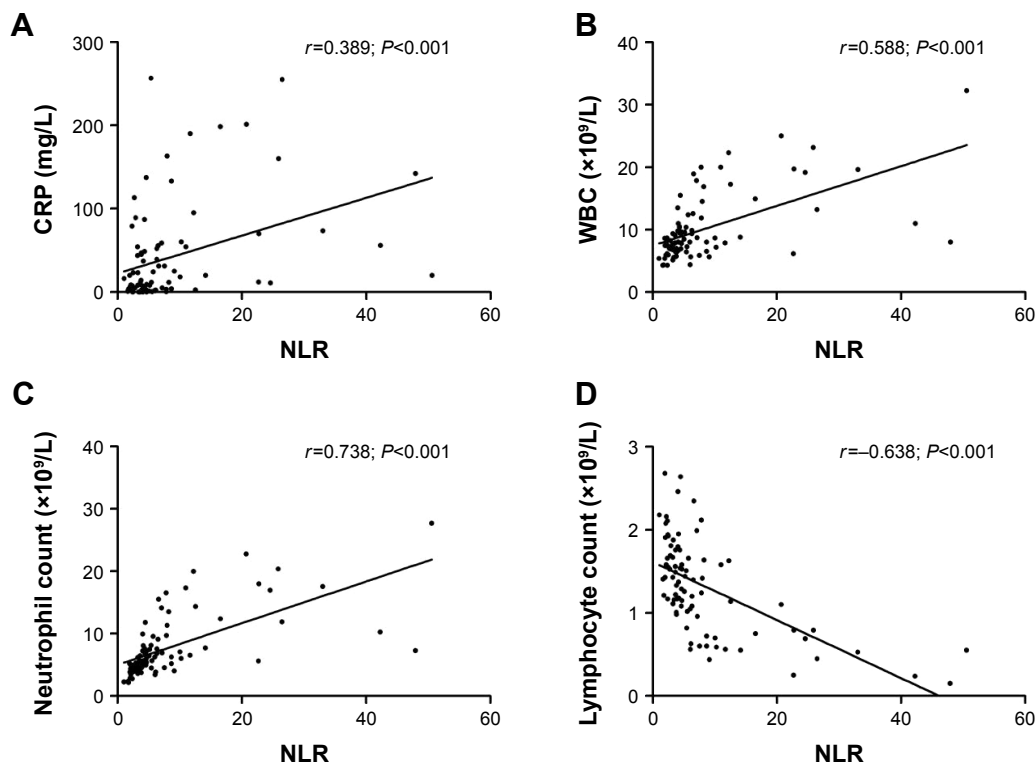 A
r=0.389; P<0.001
CRP (mg/L)
300
200
100
0
0 20 40 60
NLR
B
r=0.588; P<0.001
WBC (×10⁹/L)
40
30
20
10
0
0 20 40 60
NLR
C
r=0.738; P<0.001
Neutrophil count (×10⁹/L)
40
30
20
10
0
0 20 40 60
NLR
D
r=–0.638; P<0.001
Lymphocyte count (×10⁹/L)
3
2
1
0
0 20 40 60
NLR